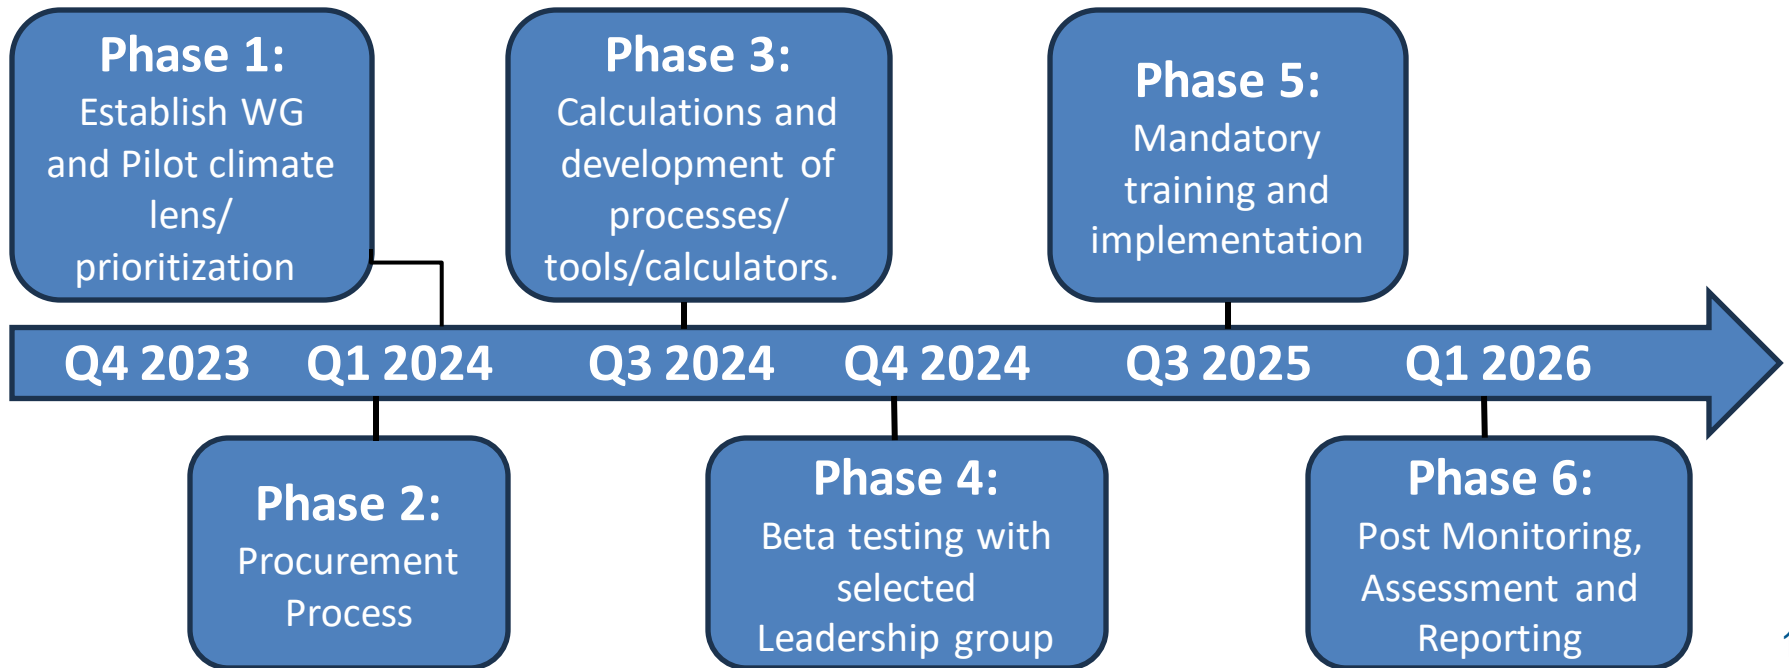 Phase 1:
Establish WG
and Pilot climate
lens/
prioritization
Phase 3:
Calculations and
development of
processes/
tools/calculators.
Phase 5:
Mandatory
training and
implementation
Q4 2023 Q1 2024 Q3 2024 Q4 2024 Q3 2025 Q1 2026
Phase 2:
Procurement
Process
Phase 4:
Beta testing with
selected
Leadership group
Phase 6:
Post Monitoring,
Assessment and
Reporting